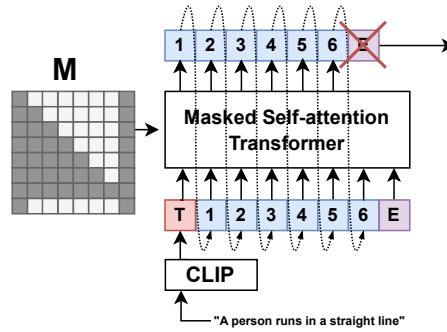 1 2 3 4 5 6 E
M
Masked Self-attention
Transformer
T 1 2 3 4 5 6 E
CLIP
"A person runs in a straight line"